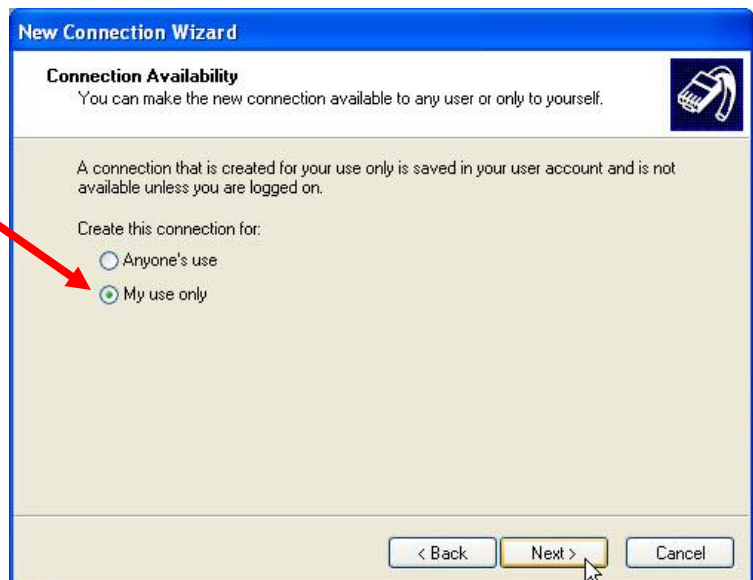 New Connection Wizard
Connection Availability
You can make the new connection available to any user or only to yourself.
A connection that is created for your use only is saved in your user account and is not
available unless you are logged on.
Create this connection for:
Anyone's use
My use only
< Back
Next >
Cancel